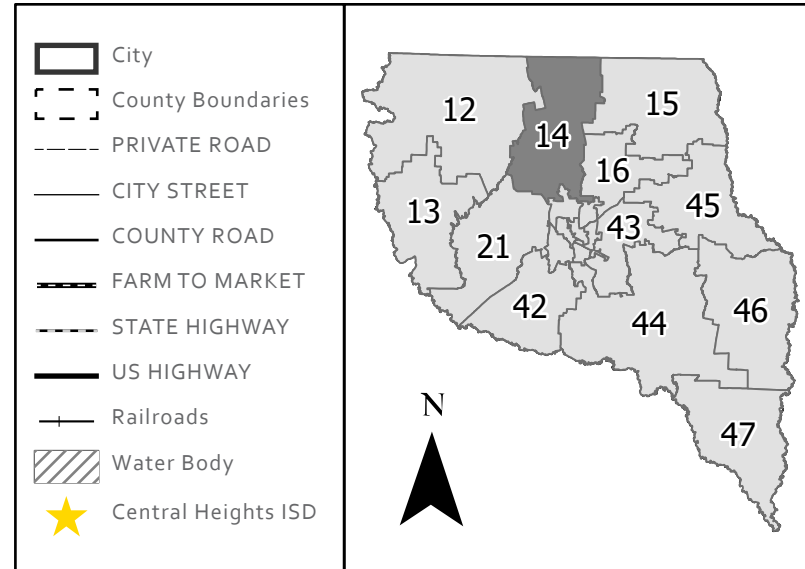 City
County Boundaries
PRIVATE ROAD
CITY STREET
COUNTY ROAD
FARM TO MARKET
STATE HIGHWAY
US HIGHWAY
Railroads
Water Body
Central Heights ISD
12
14
15
16
13
45
43
21
42
44
46
47
N